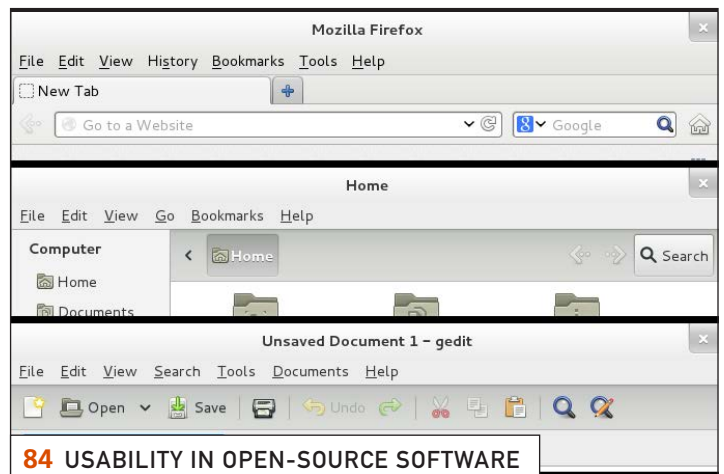 Mozilla Firefox
File Edit View History Bookmarks Tools Help
New Tab
Go to a Website Google
Home
File Edit View Go Bookmarks Help
Computer Home Search
Home
Documents
Unsaved Document 1 – gedit
File Edit View Search Tools Documents Help
Open Save Undo
84 USABILITY IN OPEN-SOURCE SOFTWARE